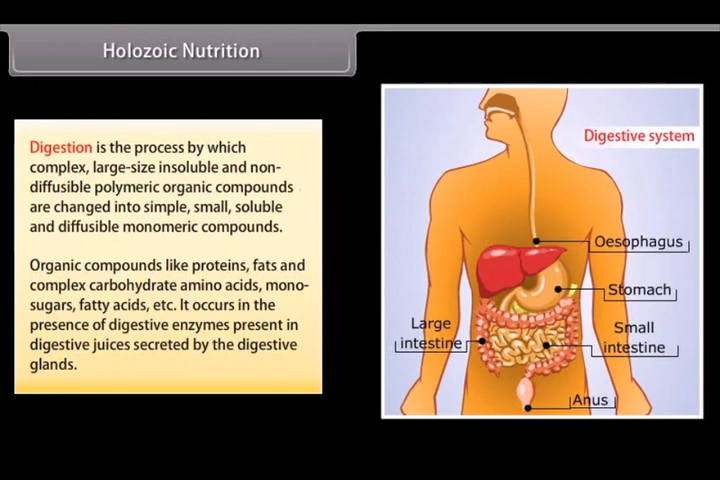 Holozoic Nutrition
Digestion is the process by which
complex, large-size insoluble and non-
diffusible polymeric organic compounds
are changed into simple, small, soluble
and diffusible monomeric compounds.
Organic compounds like proteins, fats and
complex carbohydrate amino acids, mono-
sugars, fatty acids, etc. It occurs in the
presence of digestive enzymes present in
digestive juices secreted by the digestive
glands.
Digestive system
Oesophagus
Stomach
Large
intestine
Small
intestine
Anus